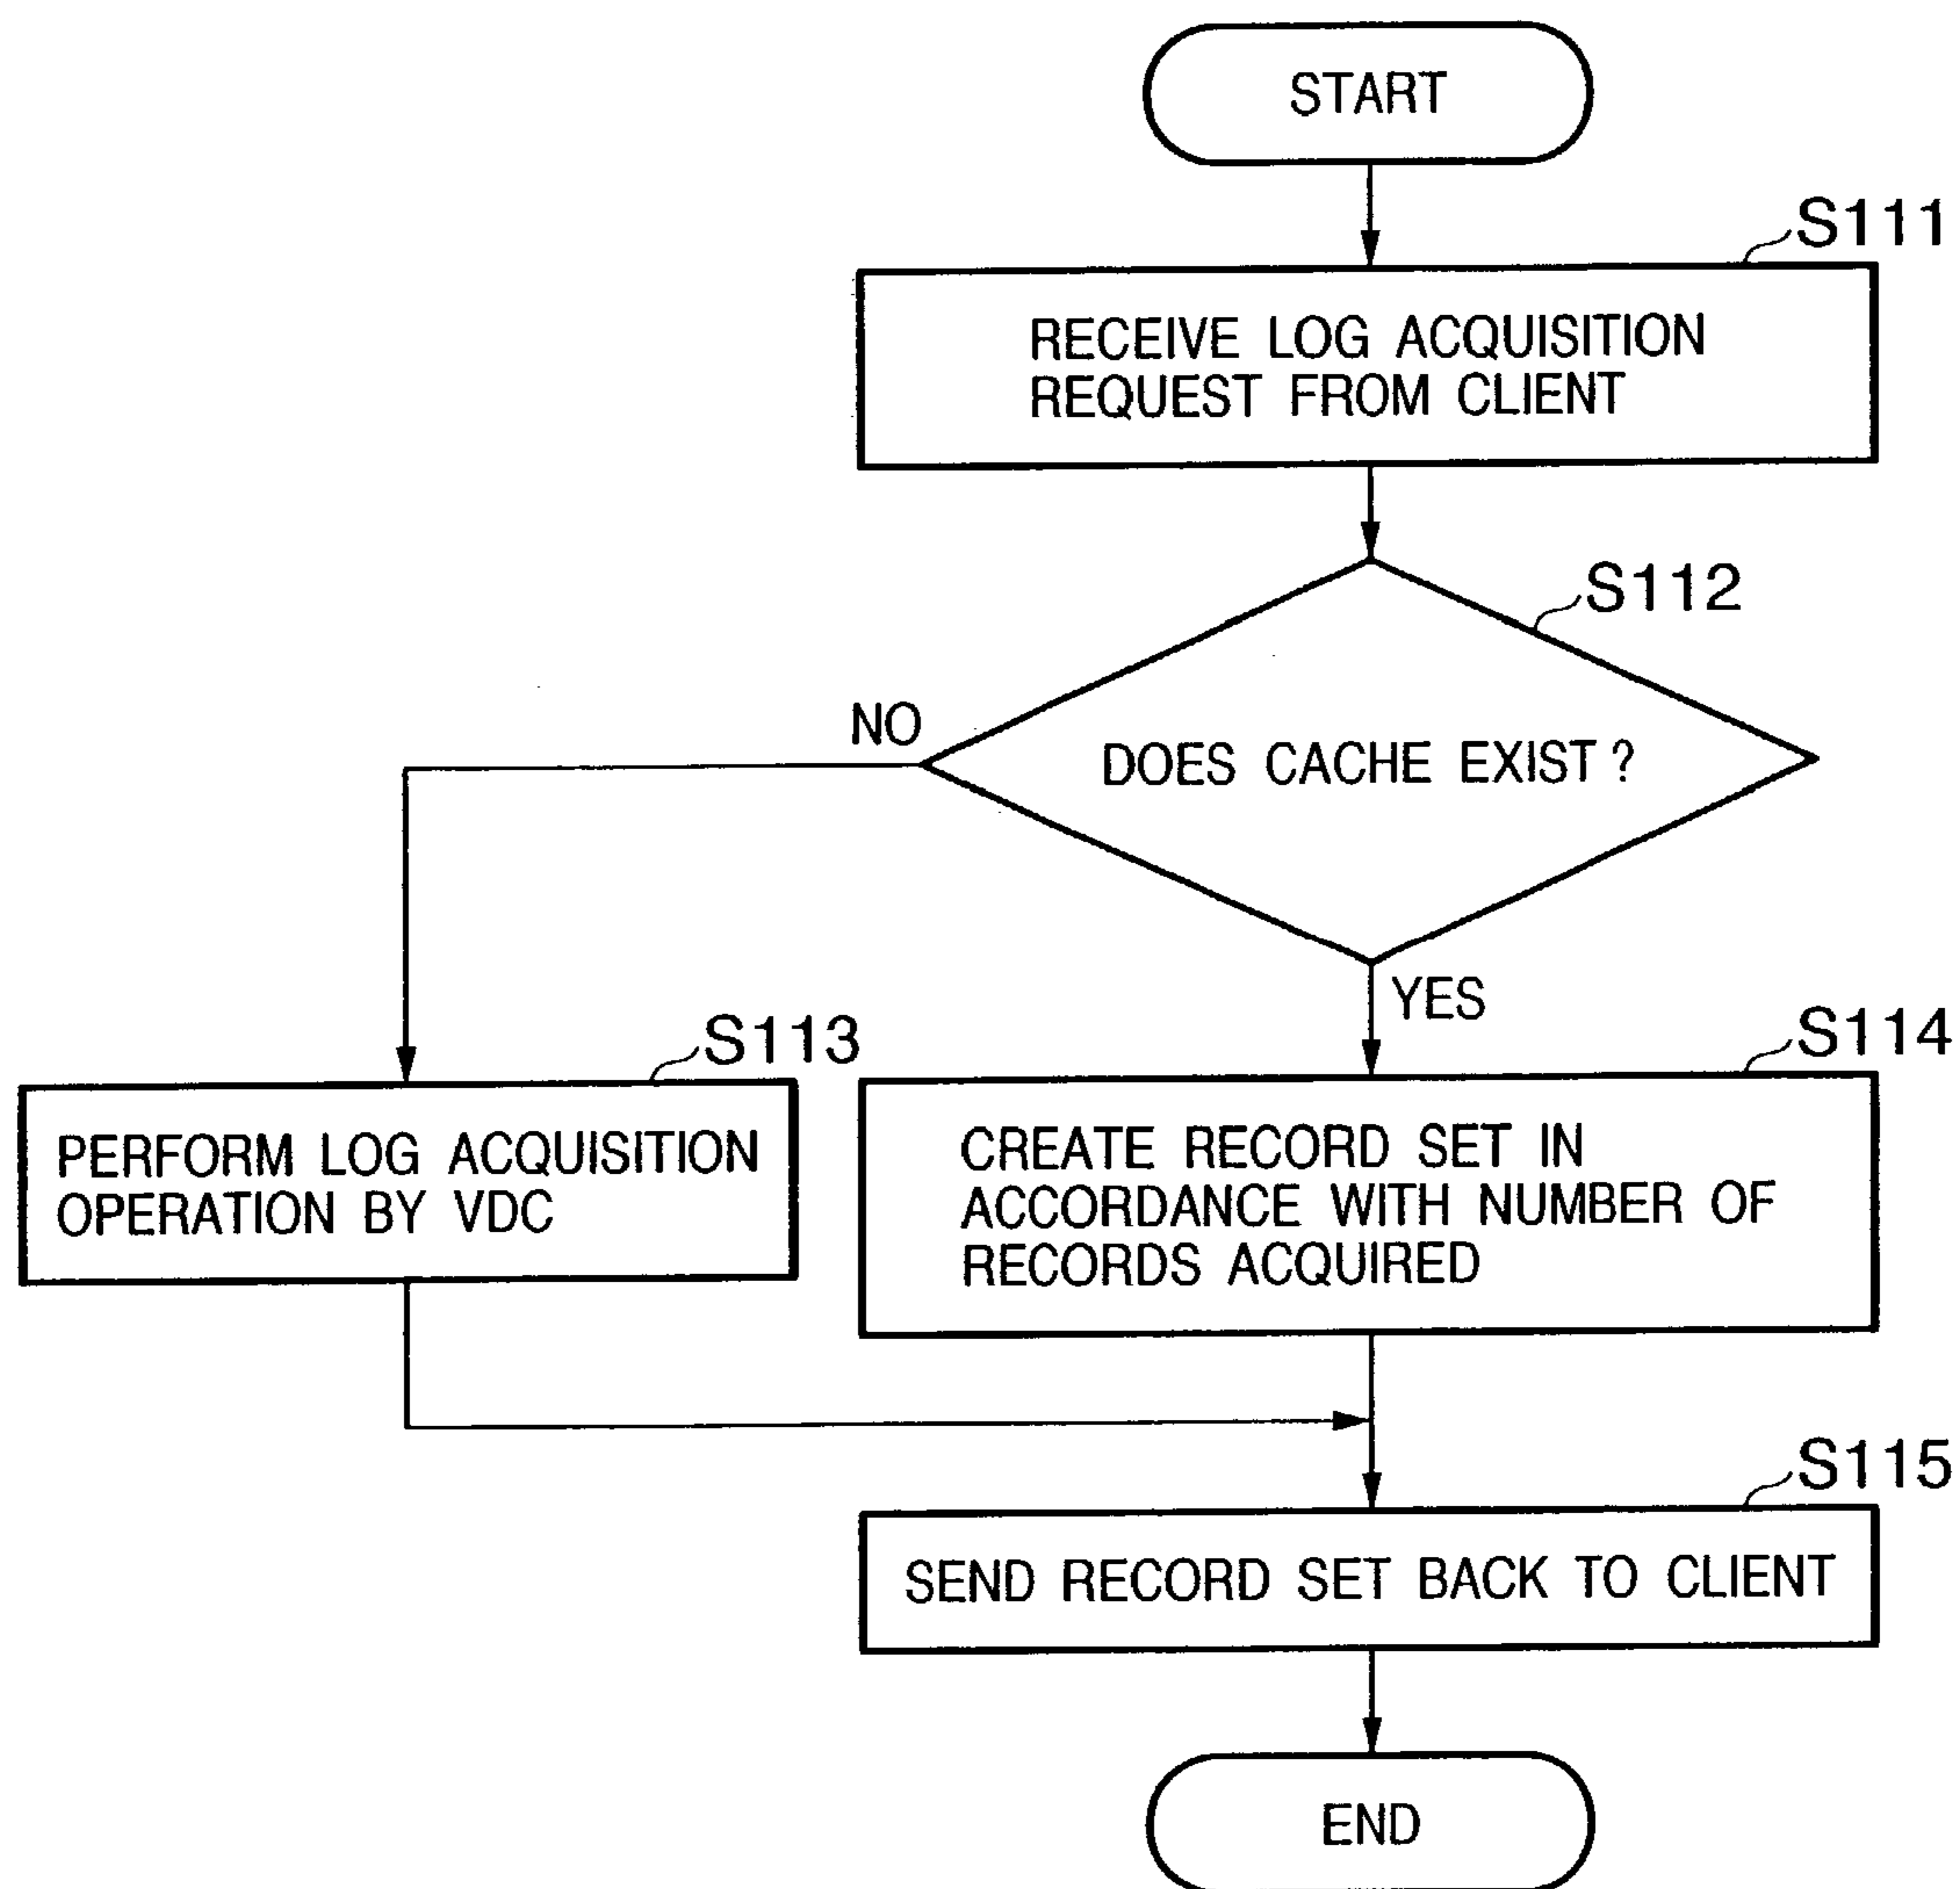 START
S111
RECEIVE LOG ACQUISITION
REQUEST FROM CLIENT
S112
NO
DOES CACHE EXIST?
YES
S113
PERFORM LOG ACQUISITION
OPERATION BY VDC
S114
CREATE RECORD SET IN
ACCORDANCE WITH NUMBER OF
RECORDS ACQUIRED
S115
SEND RECORD SET BACK TO CLIENT
END